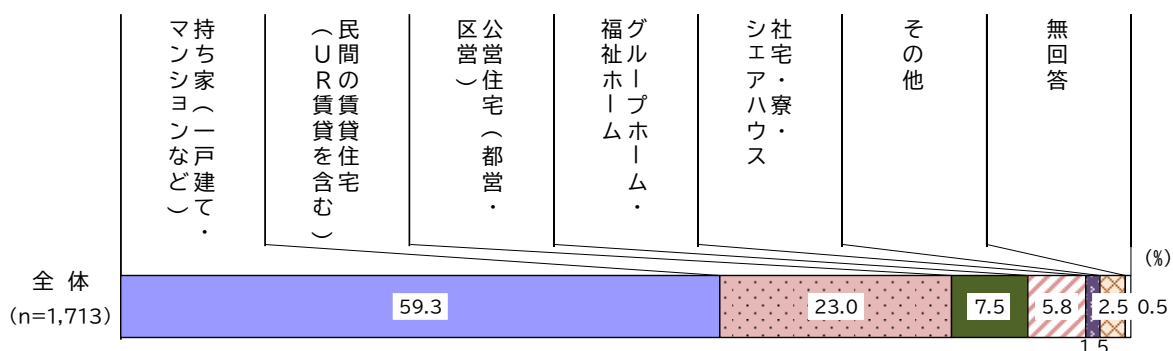 持ち家（一戸建て・
マンションなど）
民間の賃貸住宅
（ＵＲ賃貸を含む）
公営住宅（都営・
区営）
グループホーム・
福祉ホーム
社宅・寮・
シェアハウス
その他
無回答
(%)
全 体
(n=1,713)
59.3
23.0
7.5
5.8
1.5
2.5
0.5